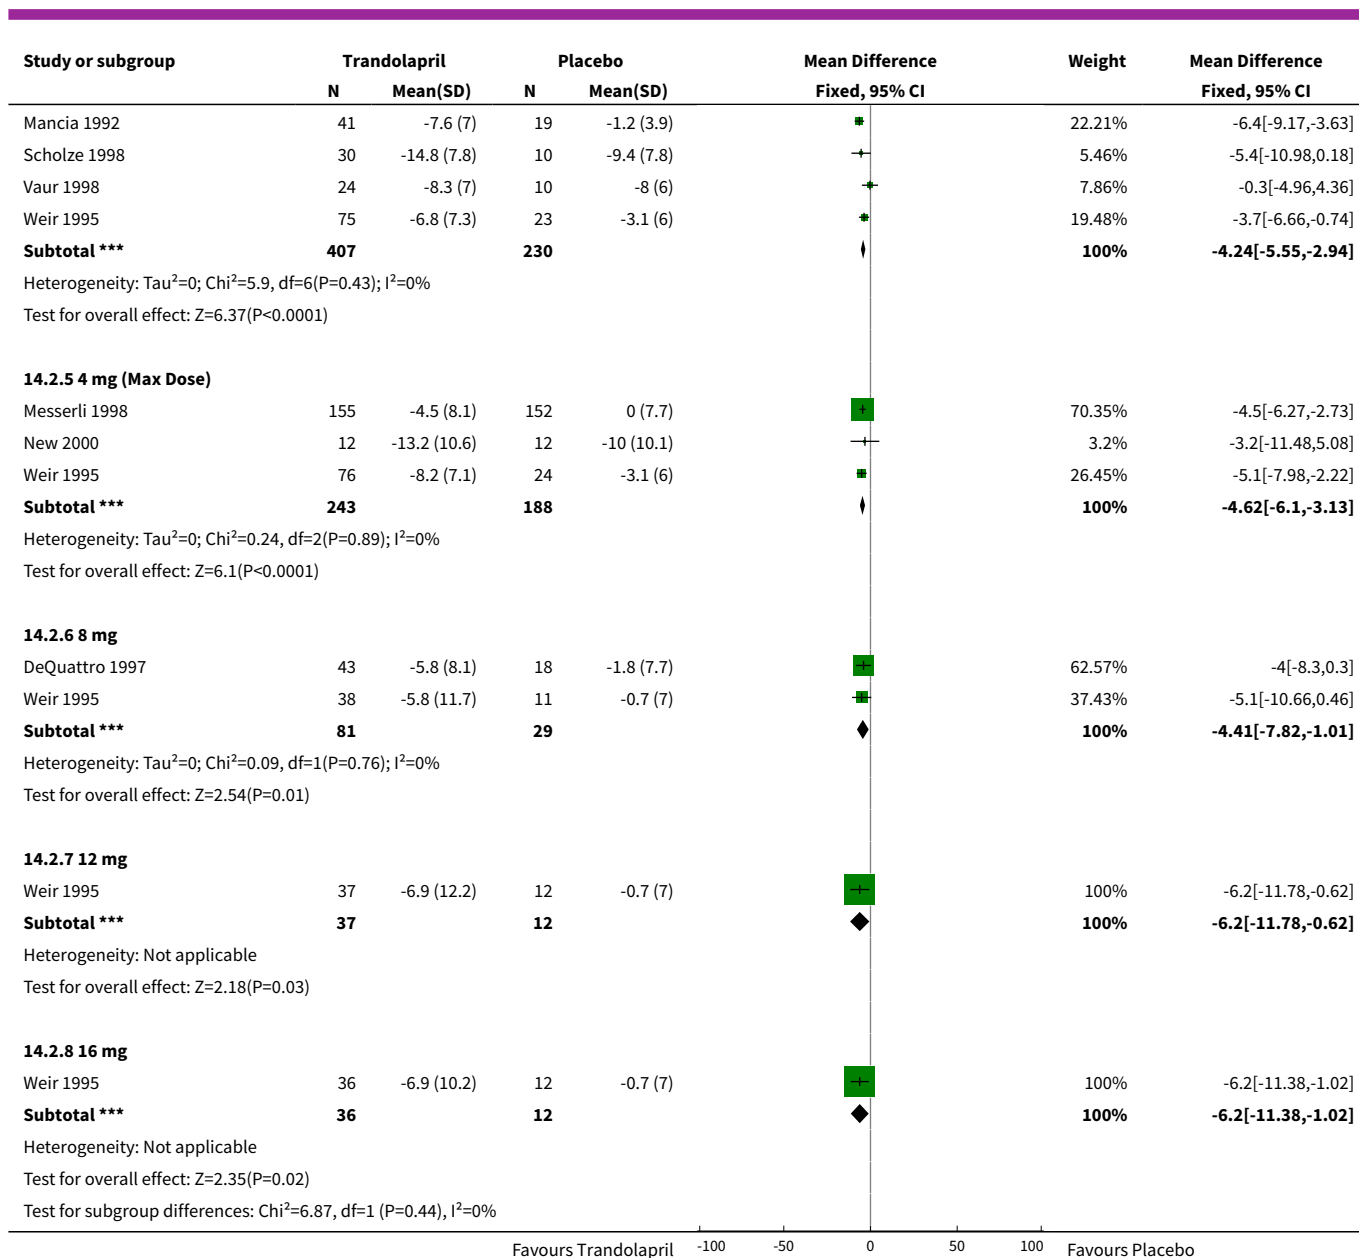 Study or subgroup Trandolapril Placebo Mean Difference Weight Mean Difference
N Mean(SD) N Mean(SD) Fixed, 95% CI Fixed, 95% CI
Mancia 1992 41 -7.6 (7) 19 -1.2 (3.9) 22.21% -6.4[-9.17,-3.63]
Scholze 1998 30 -14.8 (7.8) 10 -9.4 (7.8) 5.46% -5.4[-10.98,0.18]
Vaur 1998 24 -8.3 (7) 10 -8 (6) 7.86% -0.3[-4.96,4.36]
Weir 1995 75 -6.8 (7.3) 23 -3.1 (6) 19.48% -3.7[-6.66,-0.74]
Subtotal *** 407 230 100% -4.24[-5.55,-2.94]
Heterogeneity: Tau²=0; Chi²=5.9, df=6(P=0.43); I²=0%
Test for overall effect: Z=6.37(P<0.0001)
14.2.5 4 mg (Max Dose)
Messerli 1998 155 -4.5 (8.1) 152 0 (7.7) 70.35% -4.5[-6.27,-2.73]
New 2000 12 -13.2 (10.6) 12 -10 (10.1) 3.2% -3.2[-11.48,5.08]
Weir 1995 76 -8.2 (7.1) 24 -3.1 (6) 26.45% -5.1[-7.98,-2.22]
Subtotal *** 243 188 100% -4.62[-6.1,-3.13]
Heterogeneity: Tau²=0; Chi²=0.24, df=2(P=0.89); I²=0%
Test for overall effect: Z=6.1(P<0.0001)
14.2.6 8 mg
DeQuattro 1997 43 -5.8 (8.1) 18 -1.8 (7.7) 62.57% -4[-8.3,0.3]
Weir 1995 38 -5.8 (11.7) 11 -0.7 (7) 37.43% -5.1[-10.66,0.46]
Subtotal *** 81 29 100% -4.41[-7.82,-1.01]
Heterogeneity: Tau²=0; Chi²=0.09, df=1(P=0.76); I²=0%
Test for overall effect: Z=2.54(P=0.01)
14.2.7 12 mg
Weir 1995 37 -6.9 (12.2) 12 -0.7 (7) 100% -6.2[-11.78,-0.62]
Subtotal *** 37 12 100% -6.2[-11.78,-0.62]
Heterogeneity: Not applicable
Test for overall effect: Z=2.18(P=0.03)
14.2.8 16 mg
Weir 1995 36 -6.9 (10.2) 12 -0.7 (7) 100% -6.2[-11.38,-1.02]
Subtotal *** 36 12 100% -6.2[-11.38,-1.02]
Heterogeneity: Not applicable
Test for overall effect: Z=2.35(P=0.02)
Test for subgroup differences: Chi²=6.87, df=1 (P=0.44), I²=0%
Favours Trandolapril -100 -50 0 50 100 Favours Placebo